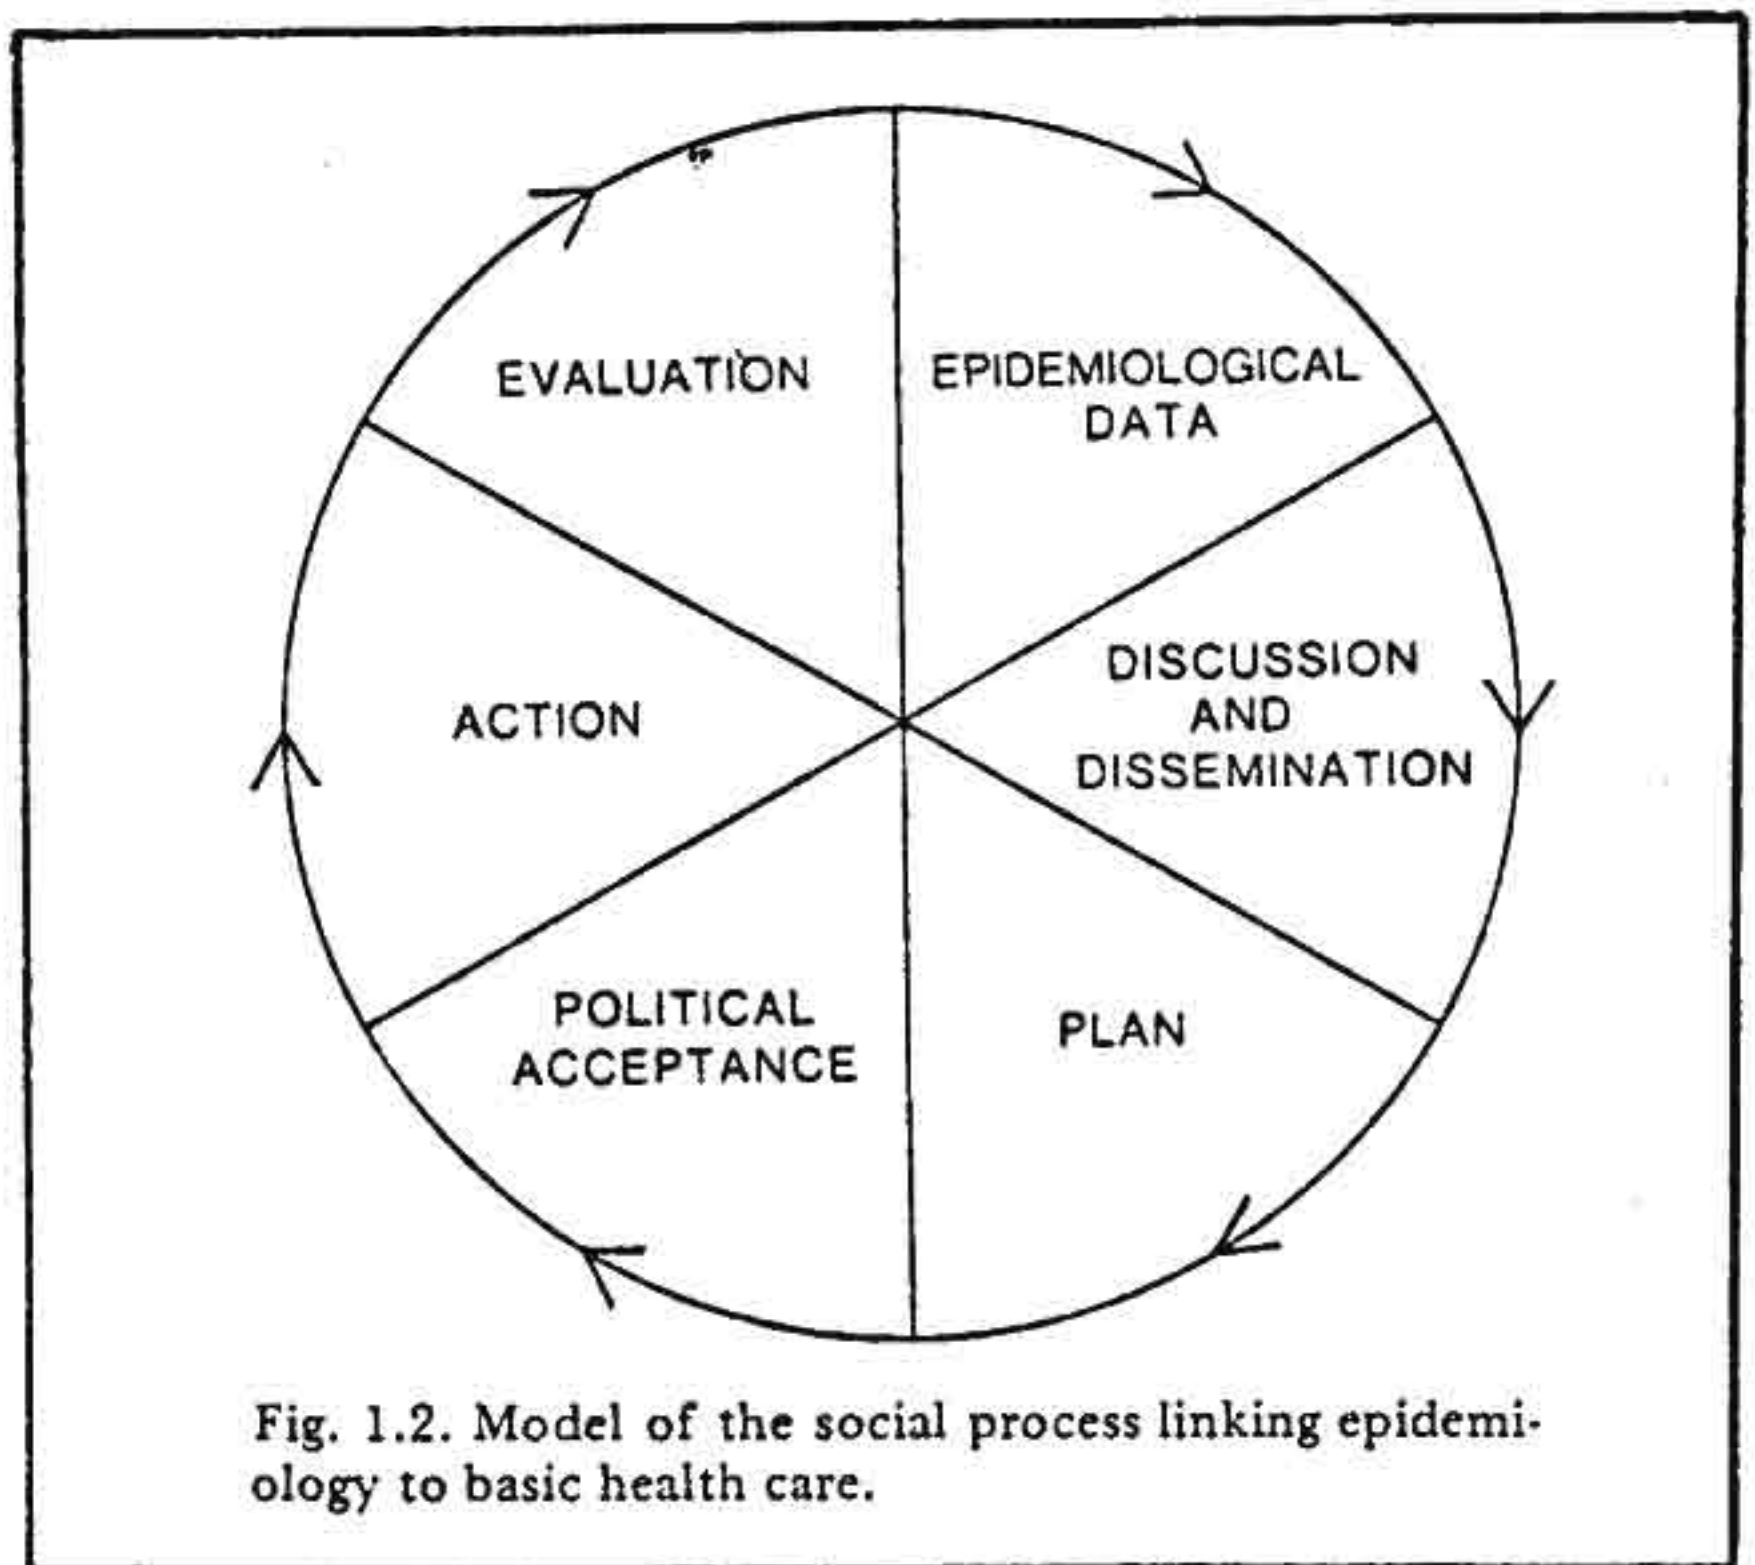 EVALUATION
EPIDEMIOLOGICAL
DATA
DISCUSSION
AND
DISSEMINATION
ACTION
POLITICAL
ACCEPTANCE
PLAN
Fig. 1.2. Model of the social process linking epidemi-
ology to basic health care.